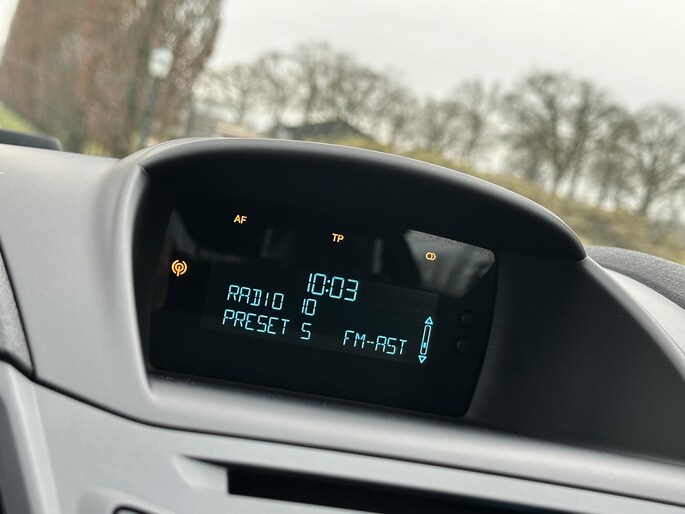 AF
TP
10:03
RADIO 10
PRESET 5 FM-AST